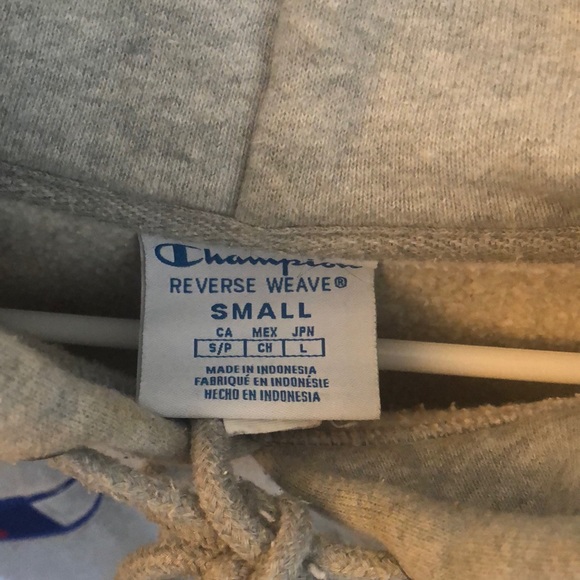 Champion
REVERSE WEAVE®
SMALL
CA MEX JPN
S/P CH L
MADE IN INDONESIA
FABRIQUÉ EN INDONÉSIE
HECHO EN INDONESIA